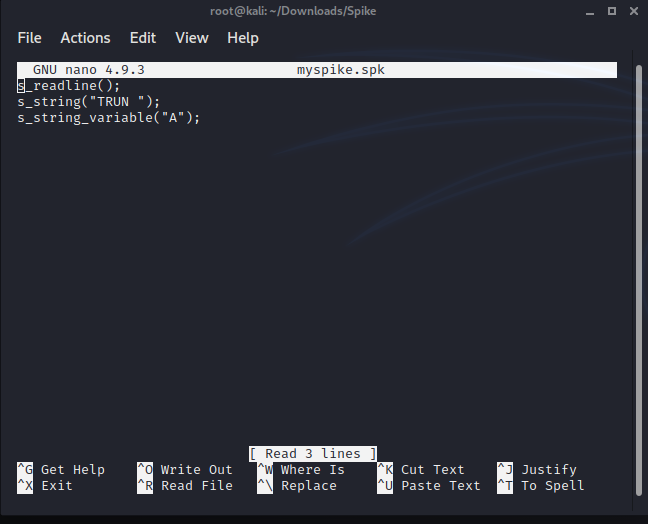 root@kali: ~/Downloads/Spike
File Actions Edit View Help
GNU nano 4.9.3 myspike.spk
s_readline();
s_string("TRUN ");
s_string_variable("A");
[ Read 3 lines ]
^G Get Help ^O Write Out ^W Where Is ^K Cut Text ^J Justify
^X Exit ^R Read File ^\ Replace ^U Paste Text ^T To Spell